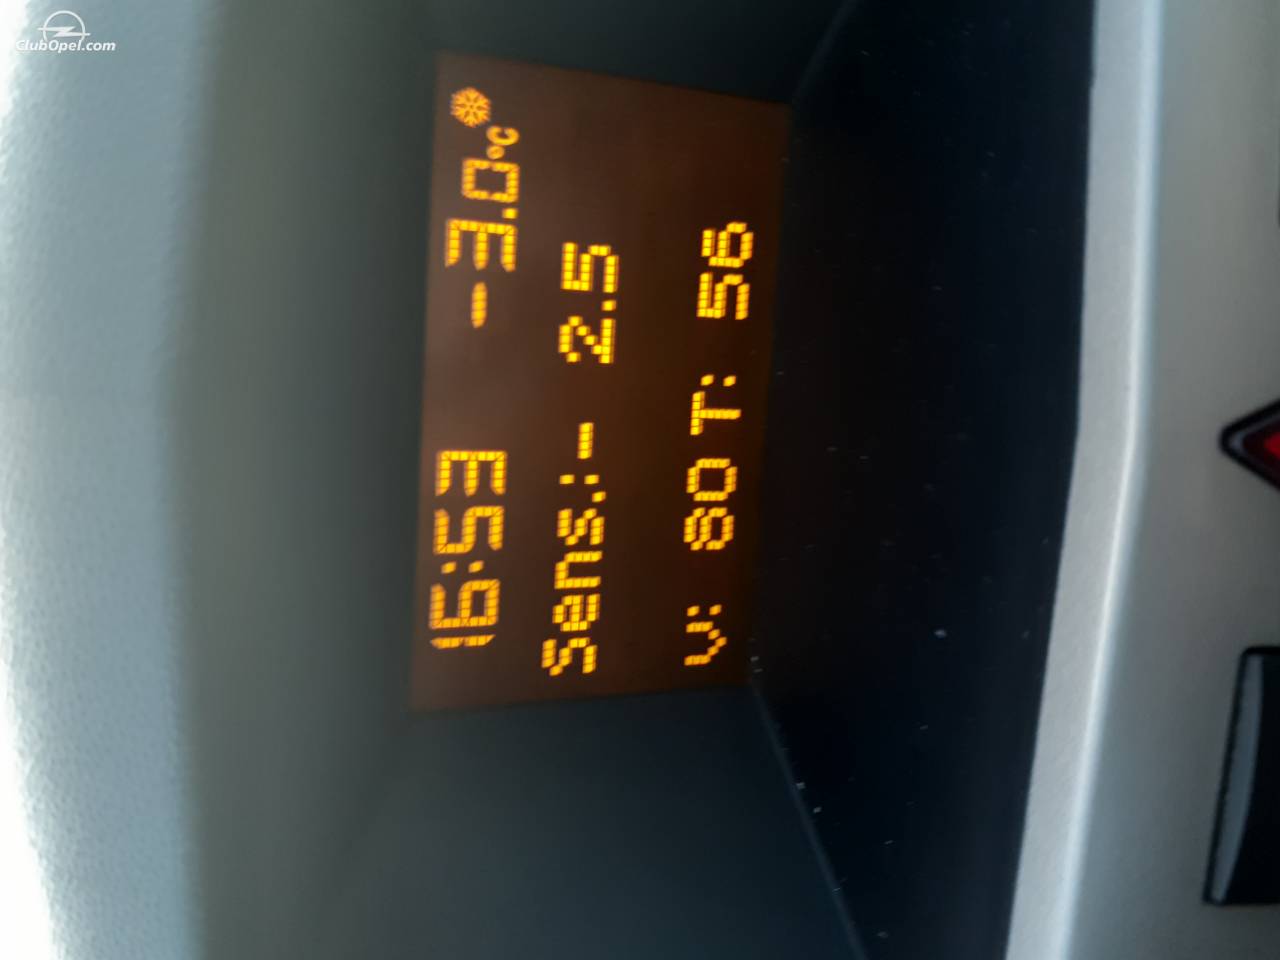 ClubOpel.com
16:53 -3.0°C
Sens.:- 2.5
V: 80 T: 56